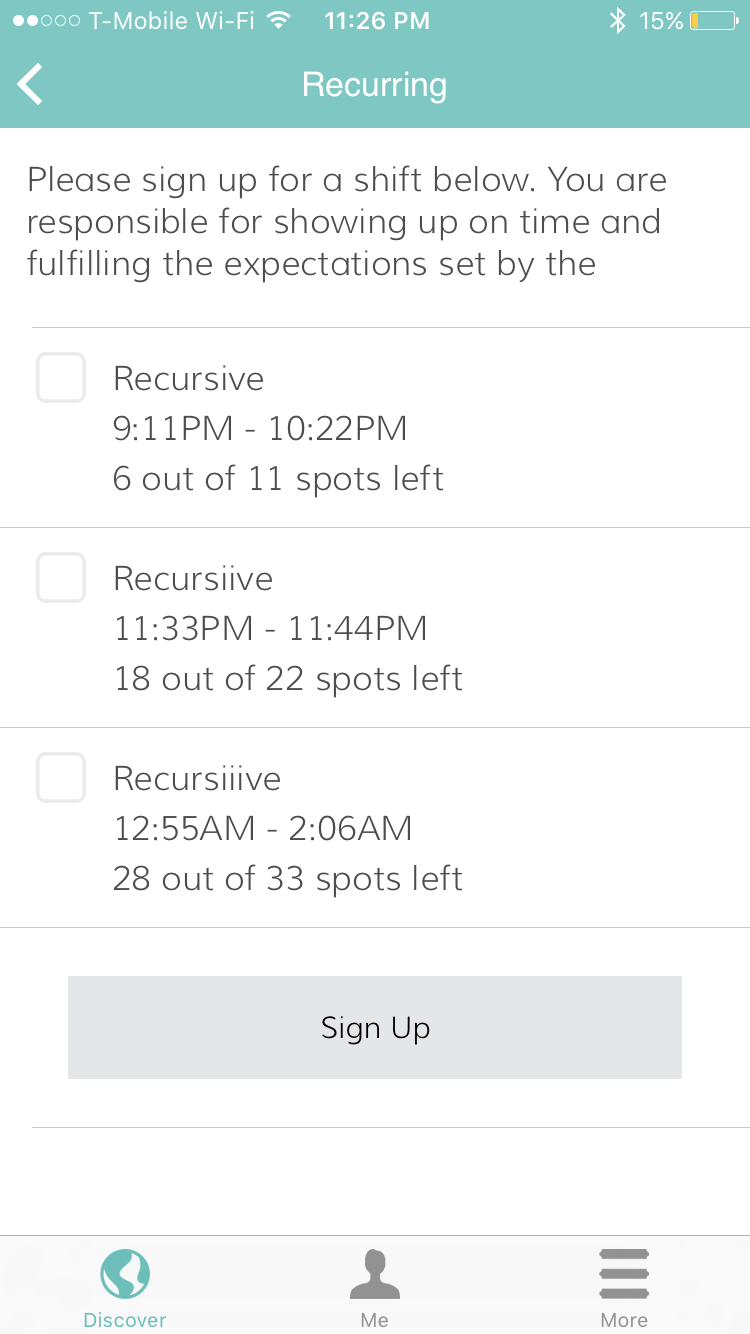 T-Mobile Wi-Fi 11:26 PM 15%
Recurring
Please sign up for a shift below. You are
responsible for showing up on time and
fulfilling the expectations set by the
Recursive
9:11PM - 10:22PM
6 out of 11 spots left
Recursiive
11:33PM - 11:44PM
18 out of 22 spots left
Recursiiive
12:55AM - 2:06AM
28 out of 33 spots left
Sign Up
Discover Me More